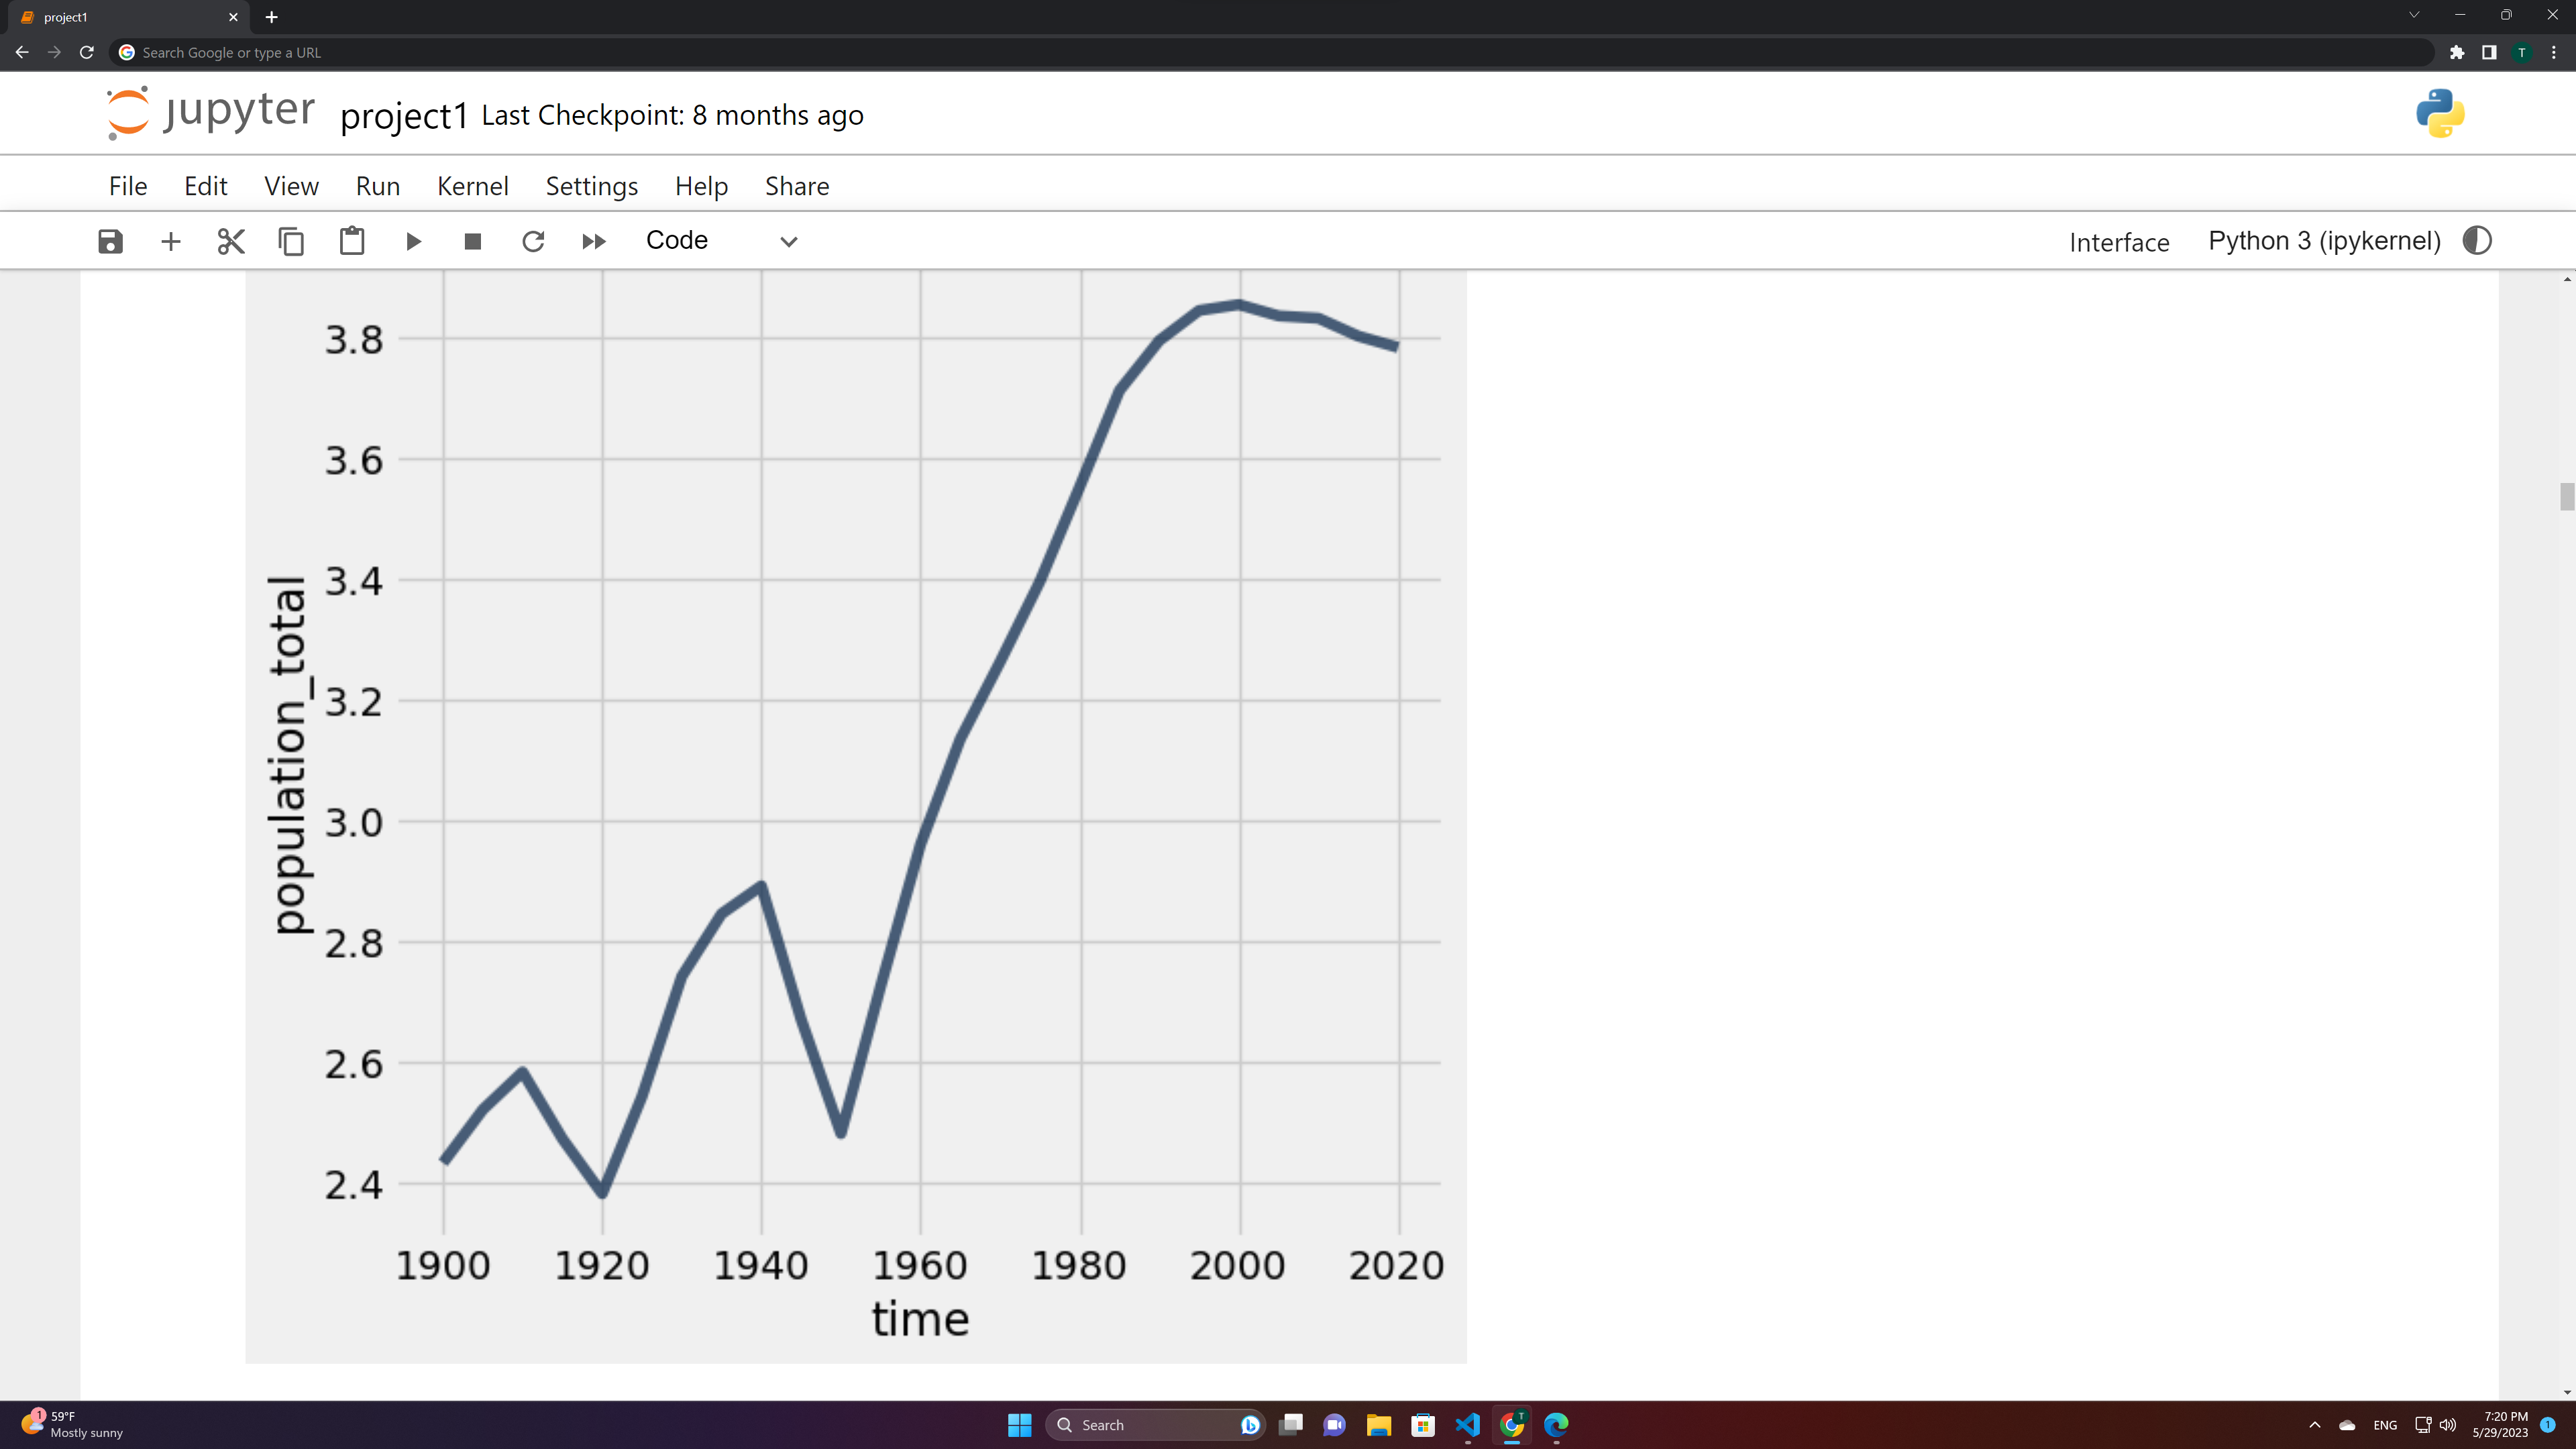 project1
Search Google or type a URL
T
jupyter project1 Last Checkpoint: 8 months ago
File Edit View Run Kernel Settings Help Share
Code Interface Python 3 (ipykernel)
3.8
3.6
3.4
3.2
3.0
2.8
2.6
2.4
population_total
1900 1920 1940 1960 1980 2000 2020
time
1
59°F
Mostly sunny
Search
T
ENG
7:20 PM
5/29/2023
1